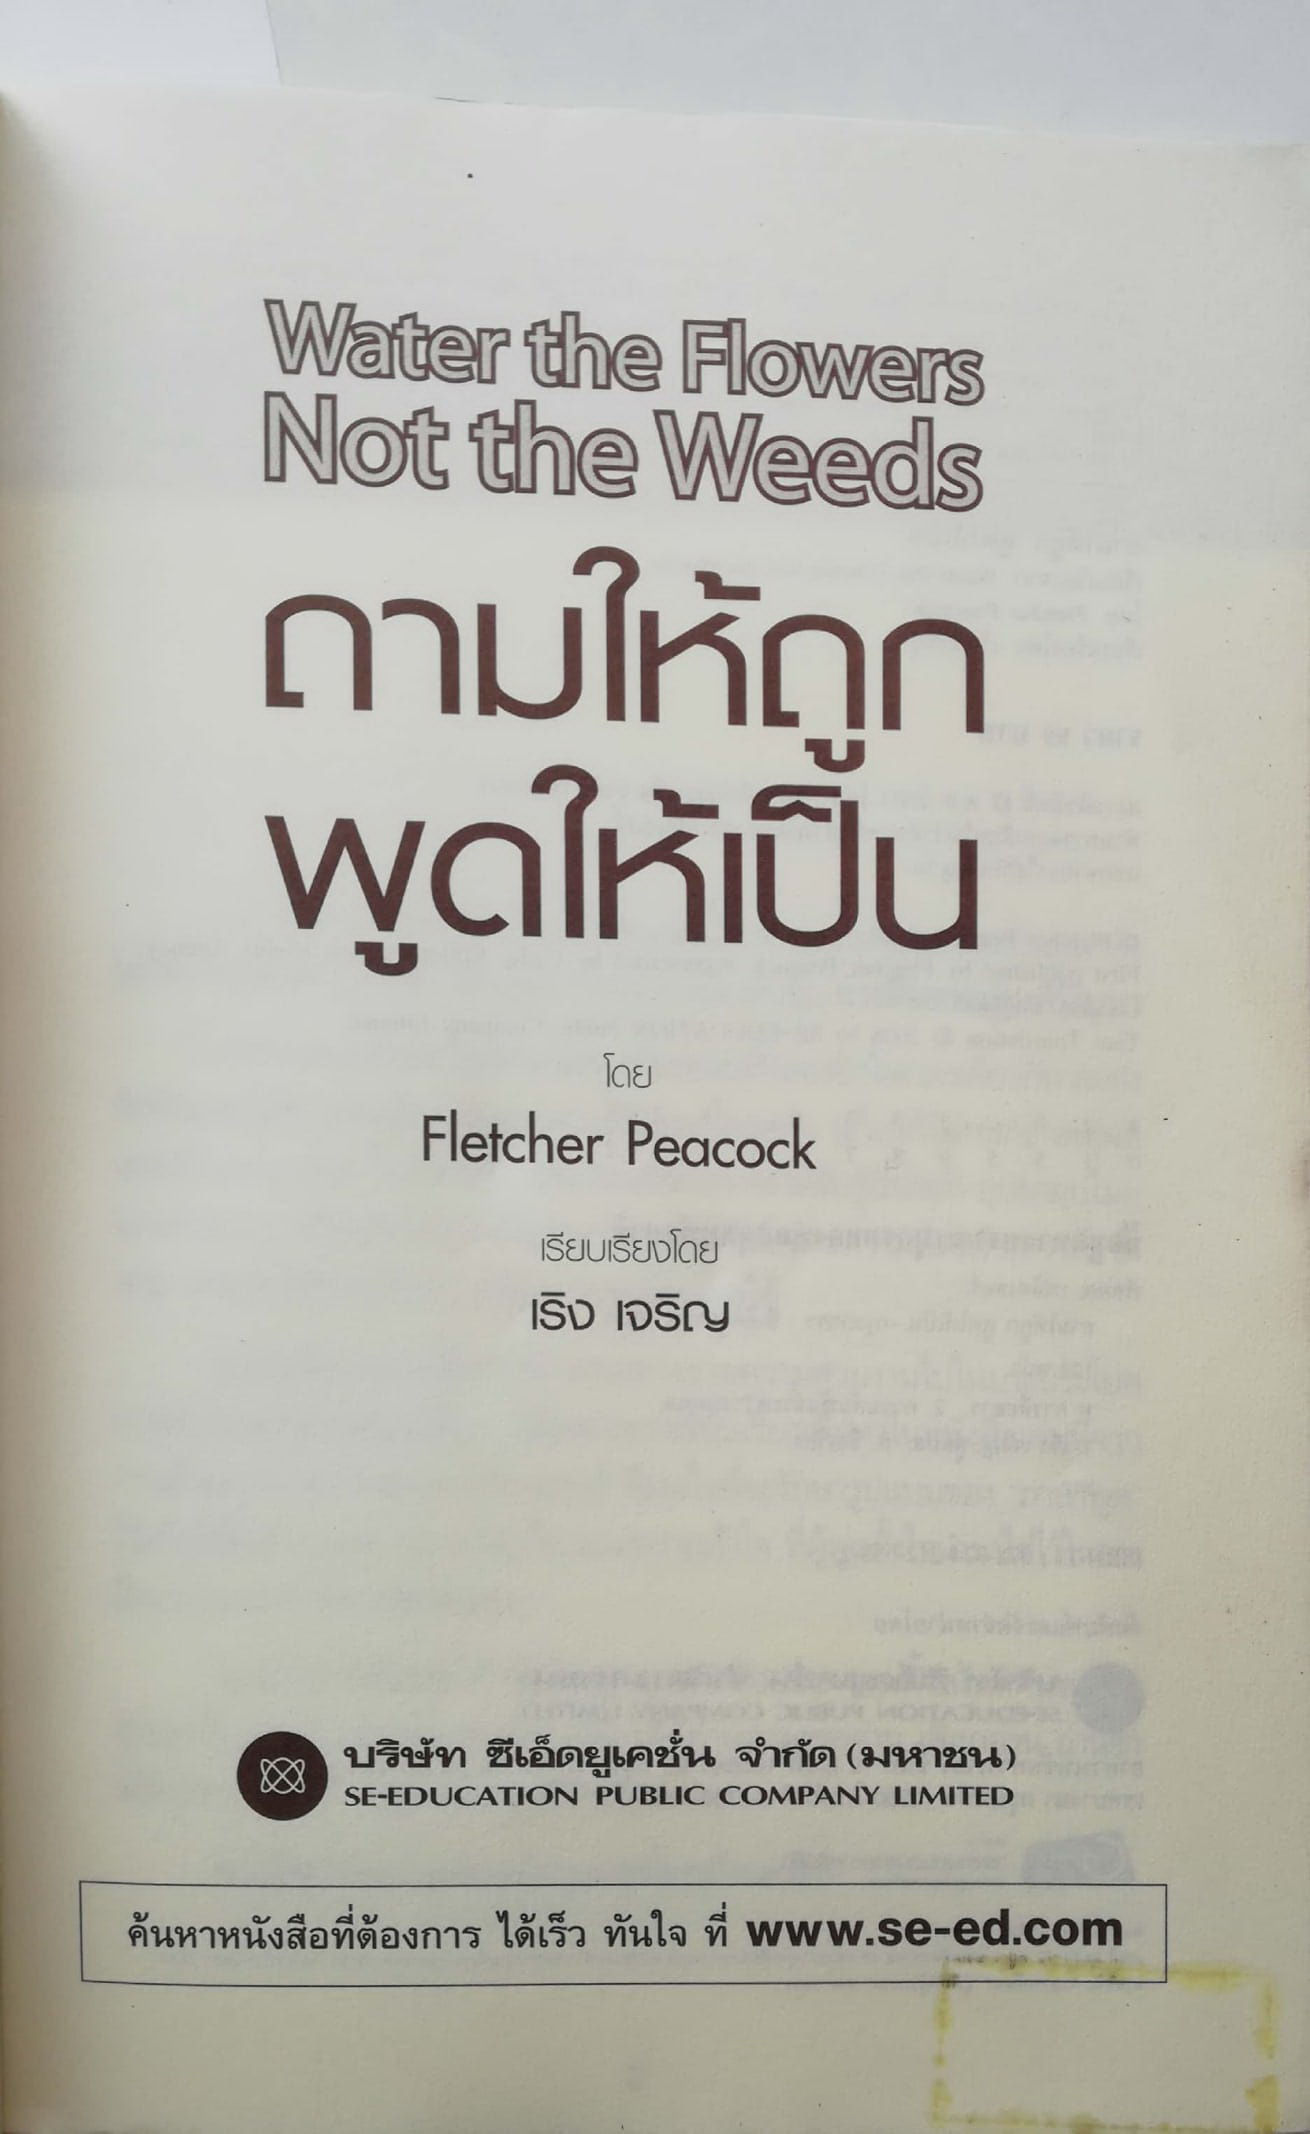 Water the Flowers
Not the Weeds
ถามให้ถูก
พูดให้เป็น
โดย
Fletcher Peacock
เรียบเรียงโดย
เริง เจริญ
บริษัท ซีเอ็ดยูเคชั่น จำกัด (มหาชน)
SE-EDUCATION PUBLIC COMPANY LIMITED
ค้นหาหนังสือที่ต้องการ ได้เร็ว ทันใจ ที่ www.se-ed.com